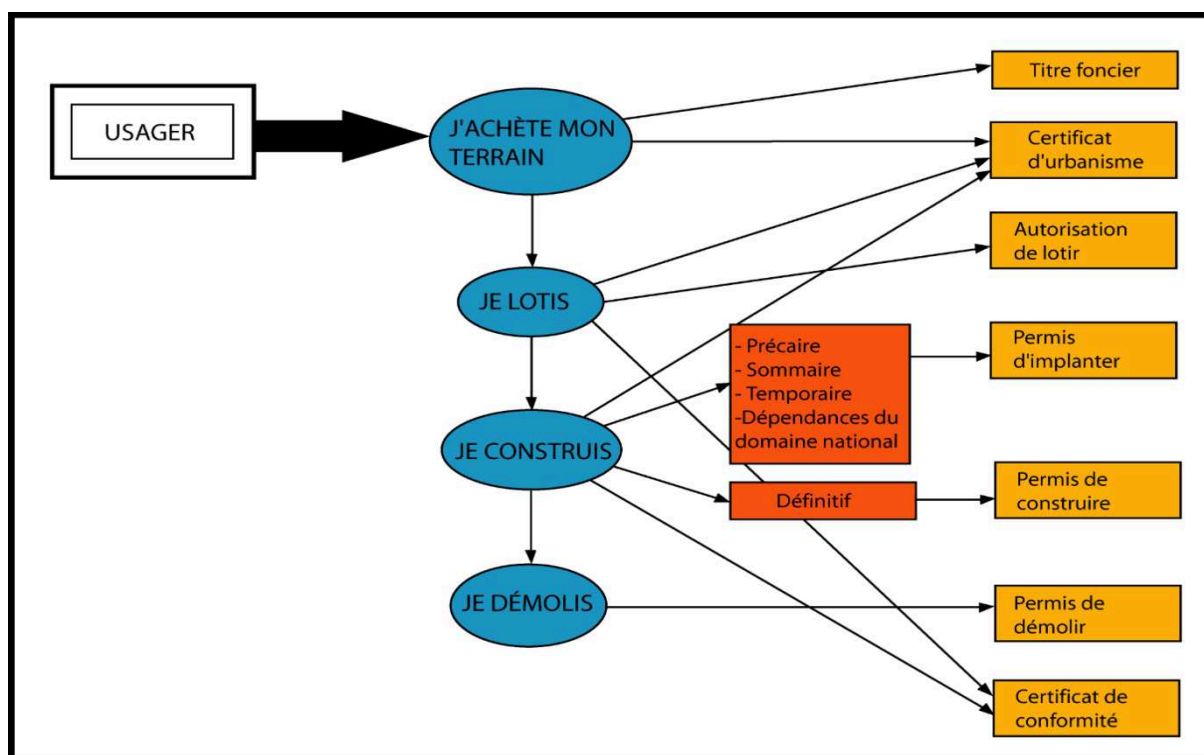 USAGER
J'ACHÈTE MON
TERRAIN
JE LOTIS
JE CONSTRUIS
JE DÉMOLIS
- Précaire
- Sommaire
- Temporaire
-Dépendances du
domaine national
Définitif
Titre foncier
Certificat
d'urbanisme
Autorisation
de lotir
Permis
d'implanter
Permis de
construire
Permis de
démolir
Certificat de
conformité